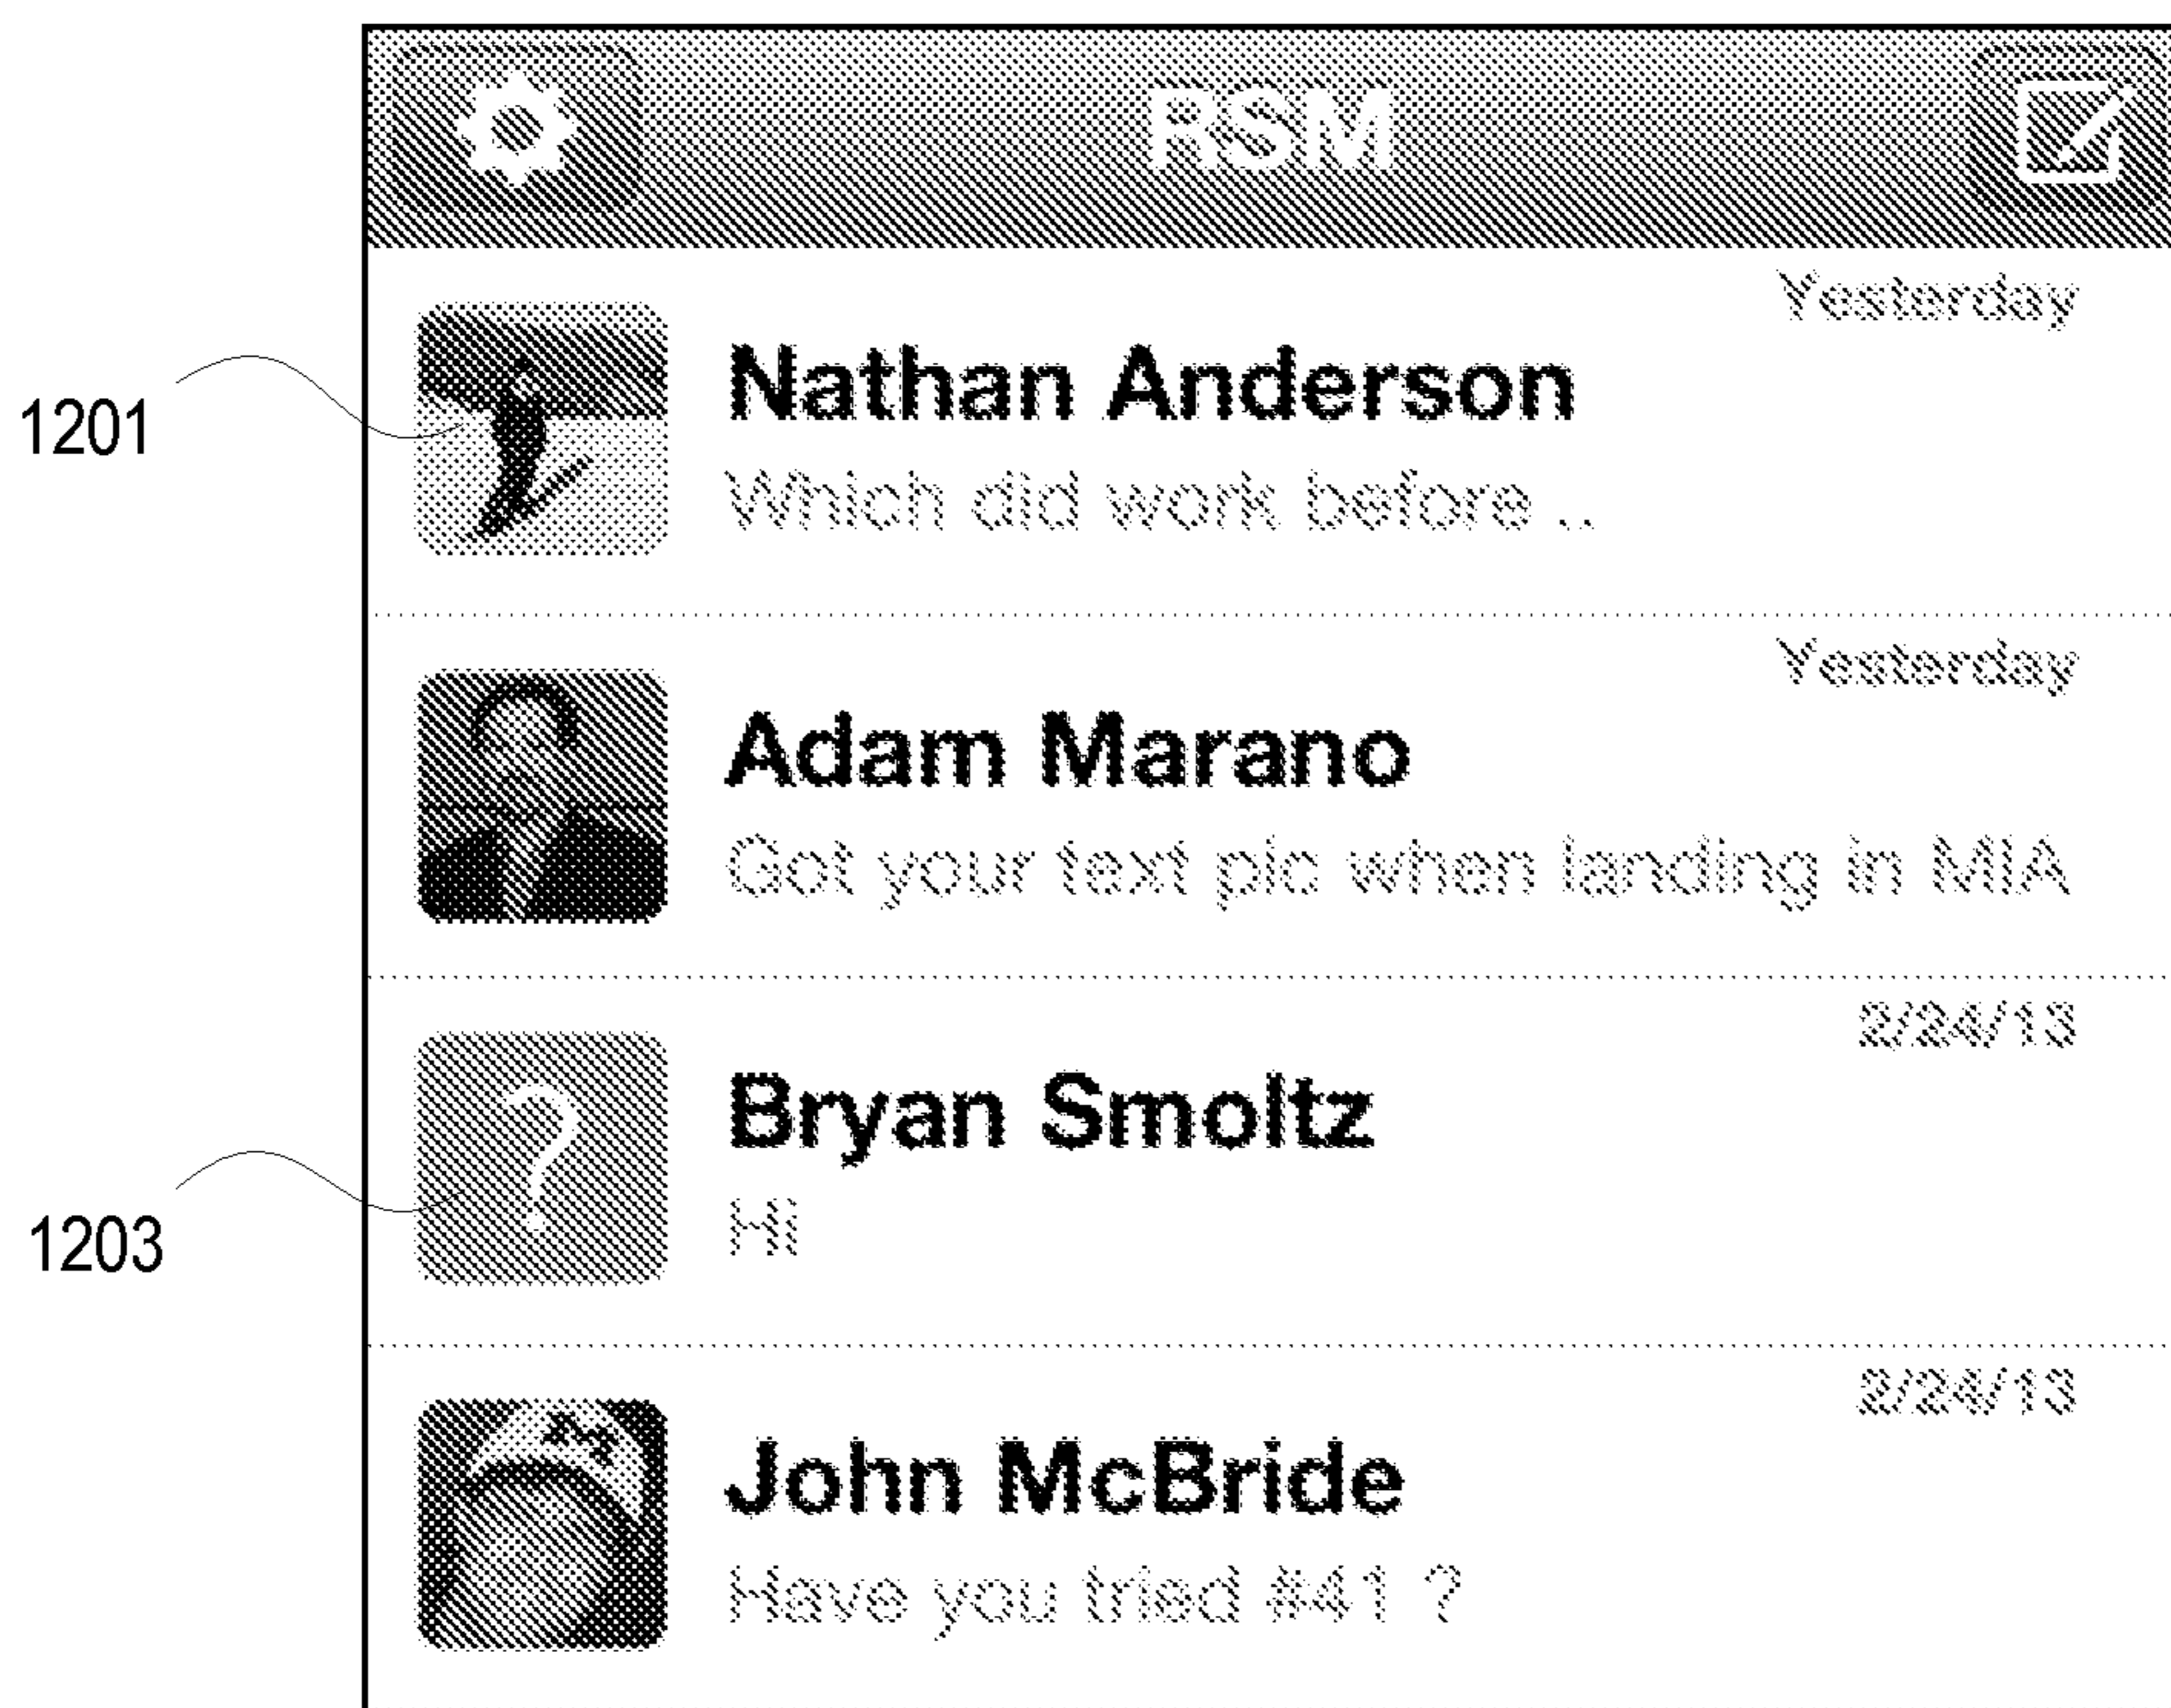 RSM
Yesterday
1201
Nathan Anderson
Which did work before ..
Yesterday
Adam Marano
Got your text pic when landing in MIA
2/24/13
?
Bryan Smoltz
1203
Hi
2/24/13
John McBride
Have you tried #41 ?